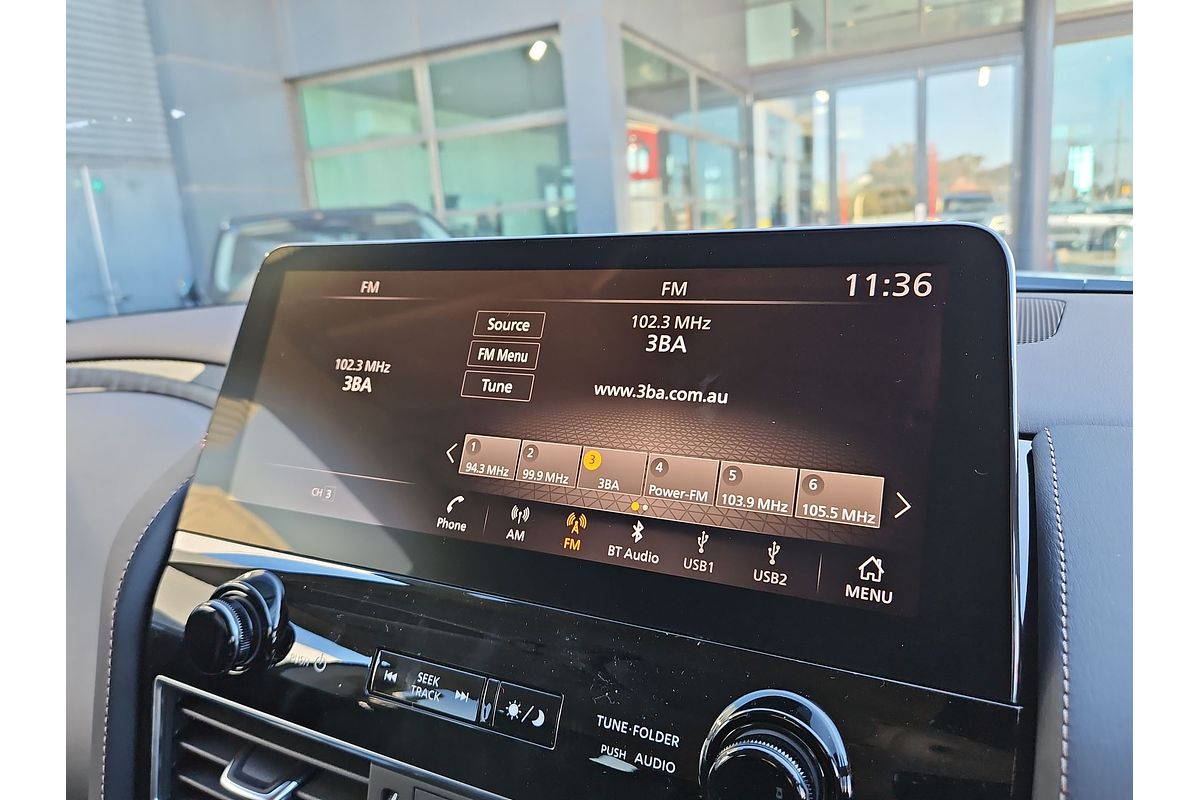 FM
FM
11:36
102.3 MHz
3BA
Source
FM Menu
Tune
102.3 MHz
3BA
www.3ba.com.au
1
94.3 MHz
2
99.9 MHz
3
3BA
4
Power-FM
5
103.9 MHz
6
105.5 MHz
CH 3
Phone
AM
FM
BT Audio
USB1
USB2
MENU
PUSH
SEEK
TRACK
TUNE·FOLDER
PUSH AUDIO